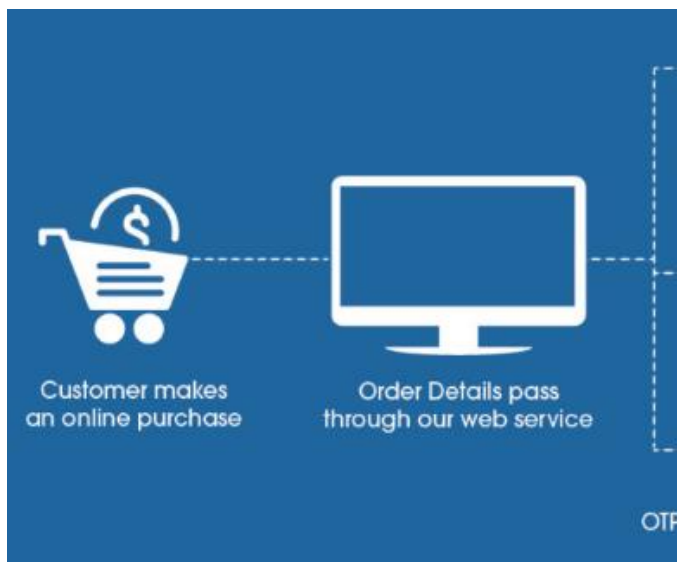 Customer makes
an online purchase
Order Details pass
through our web service